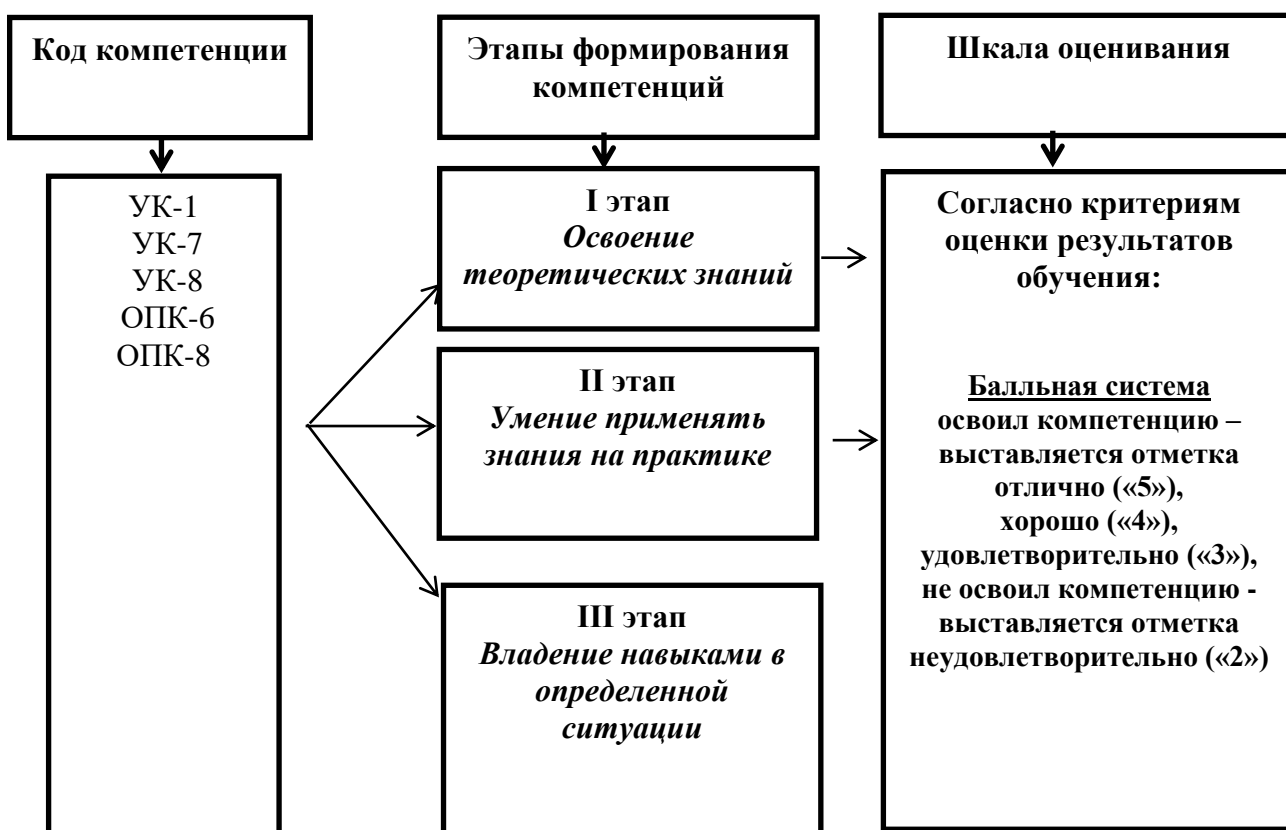 Код компетенции
Этапы формирования
компетенций
Шкала оценивания
УК-1
УК-7
УК-8
ОПК-6
ОПК-8
I этап
Освоение
теоретических знаний
II этап
Умение применять
знания на практике
III этап
Владение навыками в
определенной
ситуации
Согласно критериям
оценки результатов
обучения:
Балльная система
освоил компетенцию –
выставляется отметка
отлично («5»),
хорошо («4»),
удовлетворительно («3»),
не освоил компетенцию -
выставляется отметка
неудовлетворительно («2»)